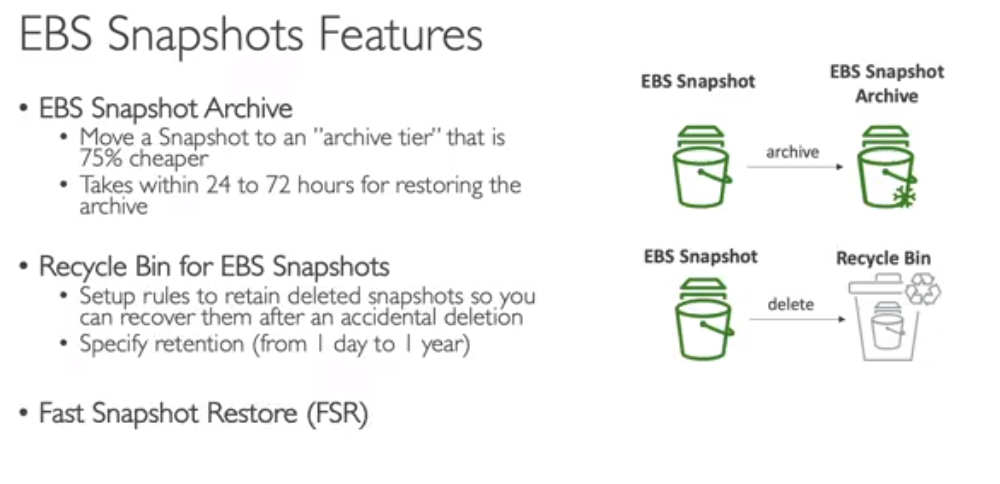 EBS Snapshots Features
• EBS Snapshot Archive
• Move a Snapshot to an ”archive tier” that is
75% cheaper
• Takes within 24 to 72 hours for restoring the
archive
• Recycle Bin for EBS Snapshots
• Setup rules to retain deleted snapshots so you
can recover them after an accidental deletion
• Specify retention (from 1 day to 1 year)
• Fast Snapshot Restore (FSR)
EBS Snapshot
EBS Snapshot
Archive
archive
EBS Snapshot
Recycle Bin
delete